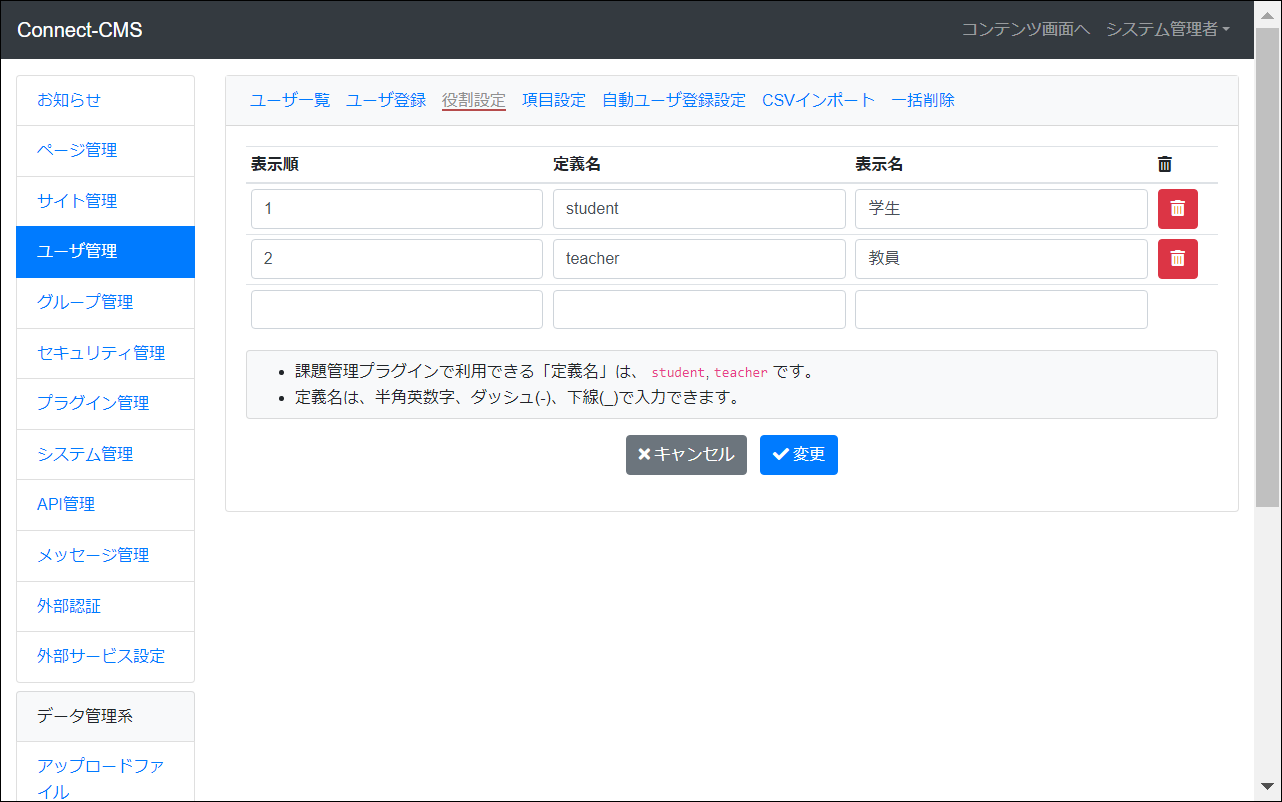 Connect-CMS
コンテンツ画面へ システム管理者
お知らせ
ページ管理
サイト管理
ユーザ管理
グループ管理
セキュリティ管理
プラグイン管理
システム管理
API管理
メッセージ管理
外部認証
外部サービス設定
データ管理系
アップロードファ
イル
ユーザ一覧 ユーザ登録 役割設定 項目設定 自動ユーザ登録設定 CSVインポート 一括削除
表示順 定義名 表示名
1 student 学生
2 teacher 教員
課題管理プラグインで利用できる「定義名」は、 student, teacher です。
定義名は、半角英数字、ダッシュ(-)、下線(_)で入力できます。
キャンセル 変更